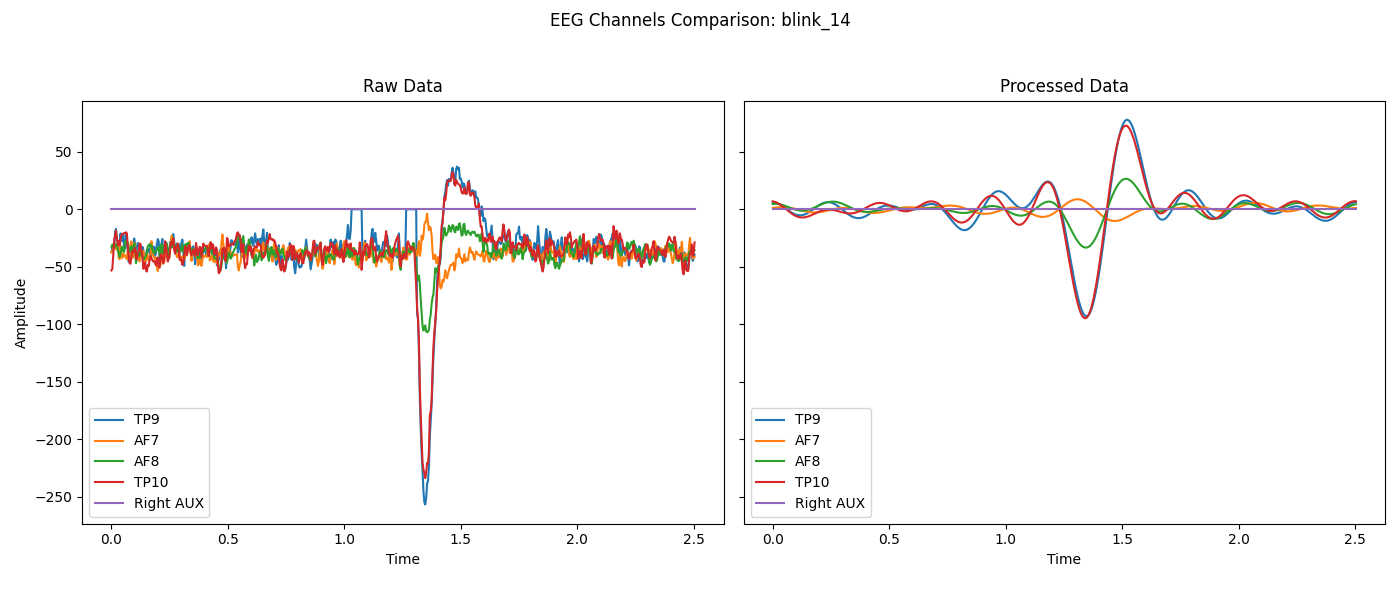 EEG Channels Comparison: blink_14
Raw Data
Processed Data
Amplitude
50
0
−50
−100
−150
−200
−250
TP9
AF7
AF8
TP10
Right AUX
TP9
AF7
AF8
TP10
Right AUX
0.0 0.5 1.0 1.5 2.0 2.5
0.0 0.5 1.0 1.5 2.0 2.5
Time
Time